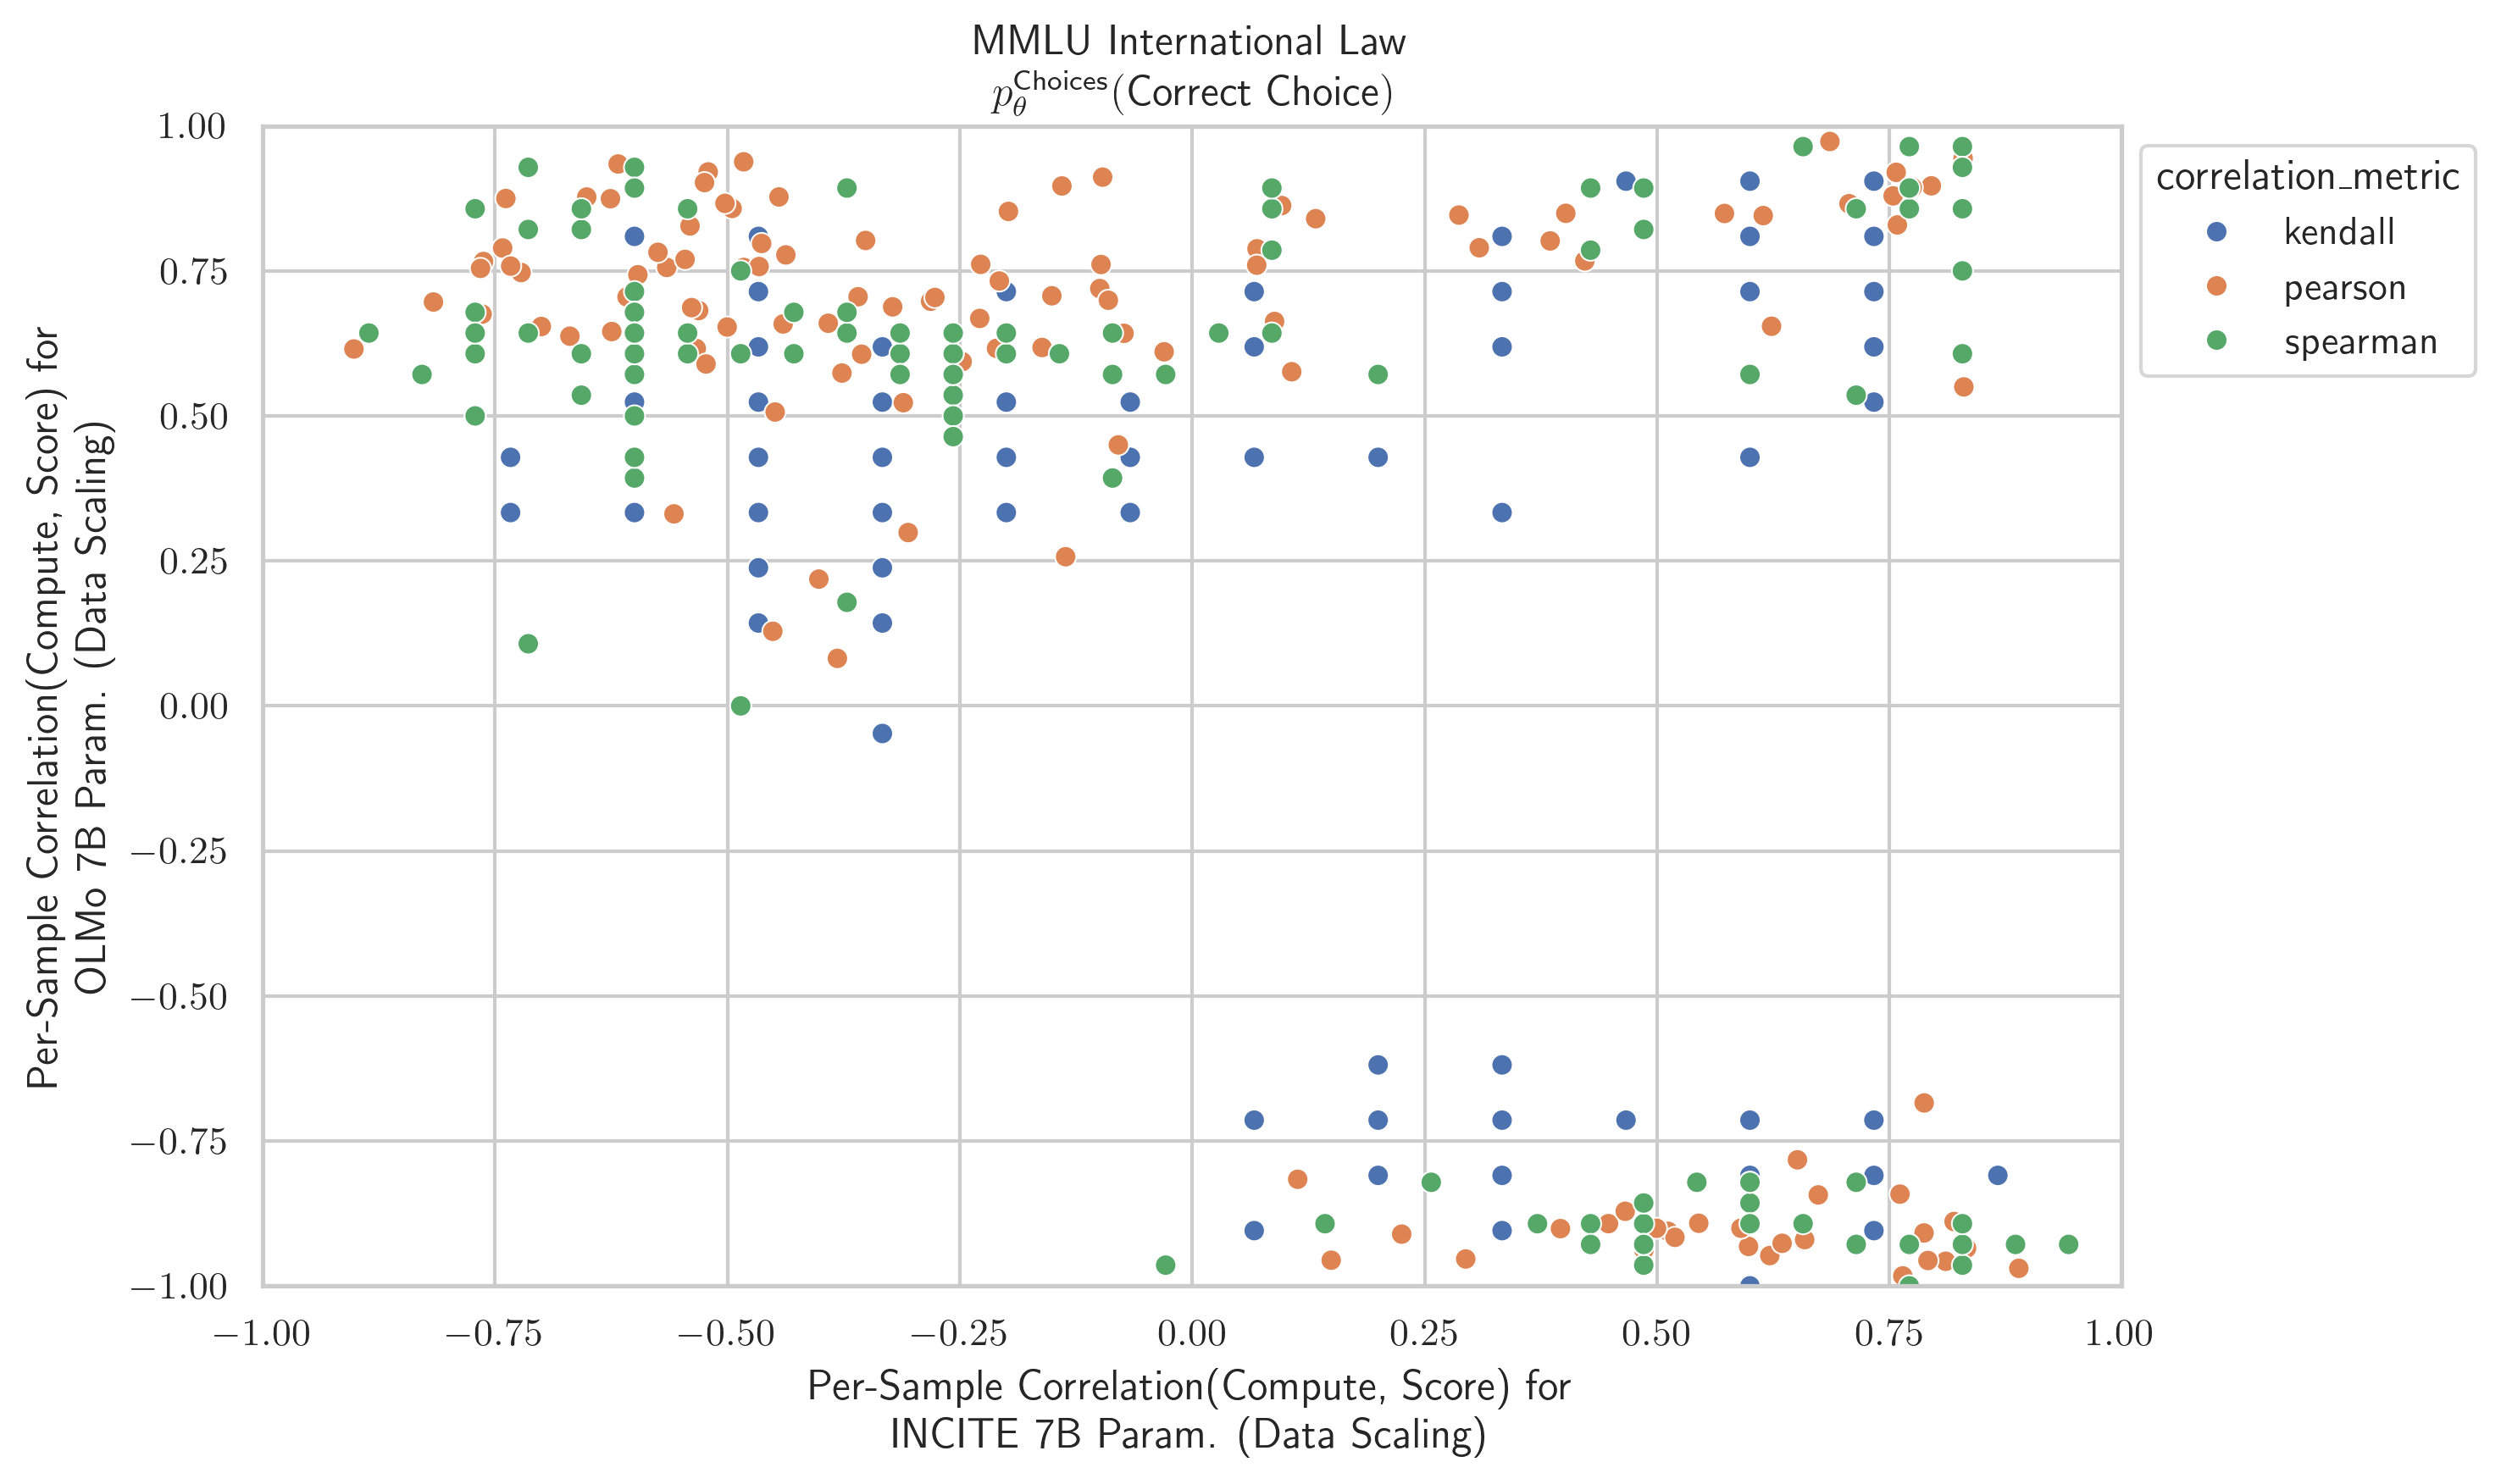 MMLU International Law
pθChoices(Correct Choice)
1.00
0.75
0.50
0.25
0.00
−0.25
−0.50
−0.75
−1.00
Per-Sample Correlation(Compute, Score) for
OLMo 7B Param. (Data Scaling)
−1.00
−0.75
−0.50
−0.25
0.00
0.25
0.50
0.75
1.00
Per-Sample Correlation(Compute, Score) for
INCITE 7B Param. (Data Scaling)
correlation_metric
kendall
pearson
spearman